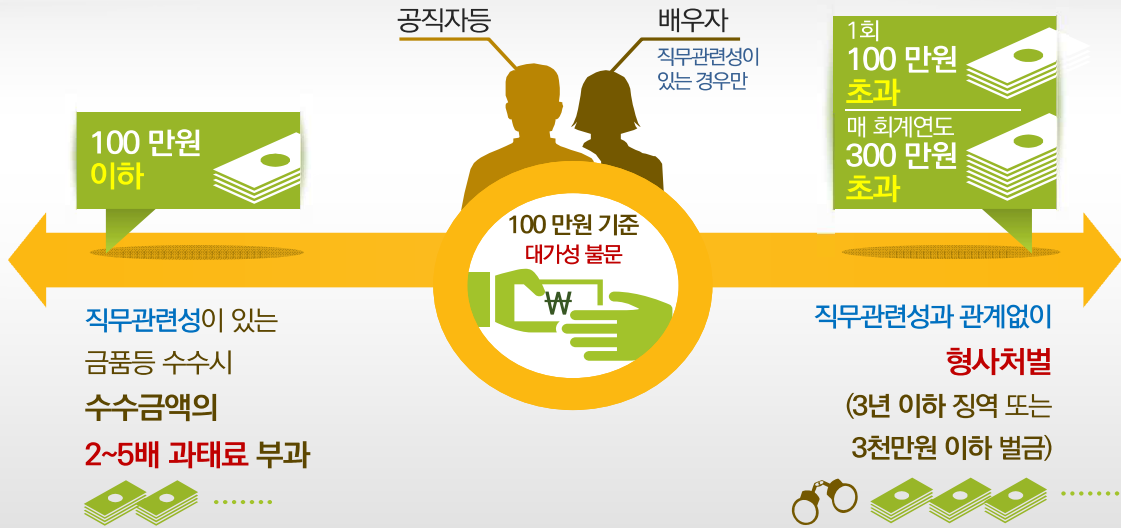 공직자등
배우자
직무관련성이
있는 경우만
100 만원
이하
1회
100 만원
초과
매 회계연도
300 만원
초과
100 만원 기준
대가성 불문
₩
직무관련성이 있는
금품등 수수시
수수금액의
2~5배 과태료 부과
직무관련성과 관계없이
형사처벌
(3년 이하 징역 또는
3천만원 이하 벌금)